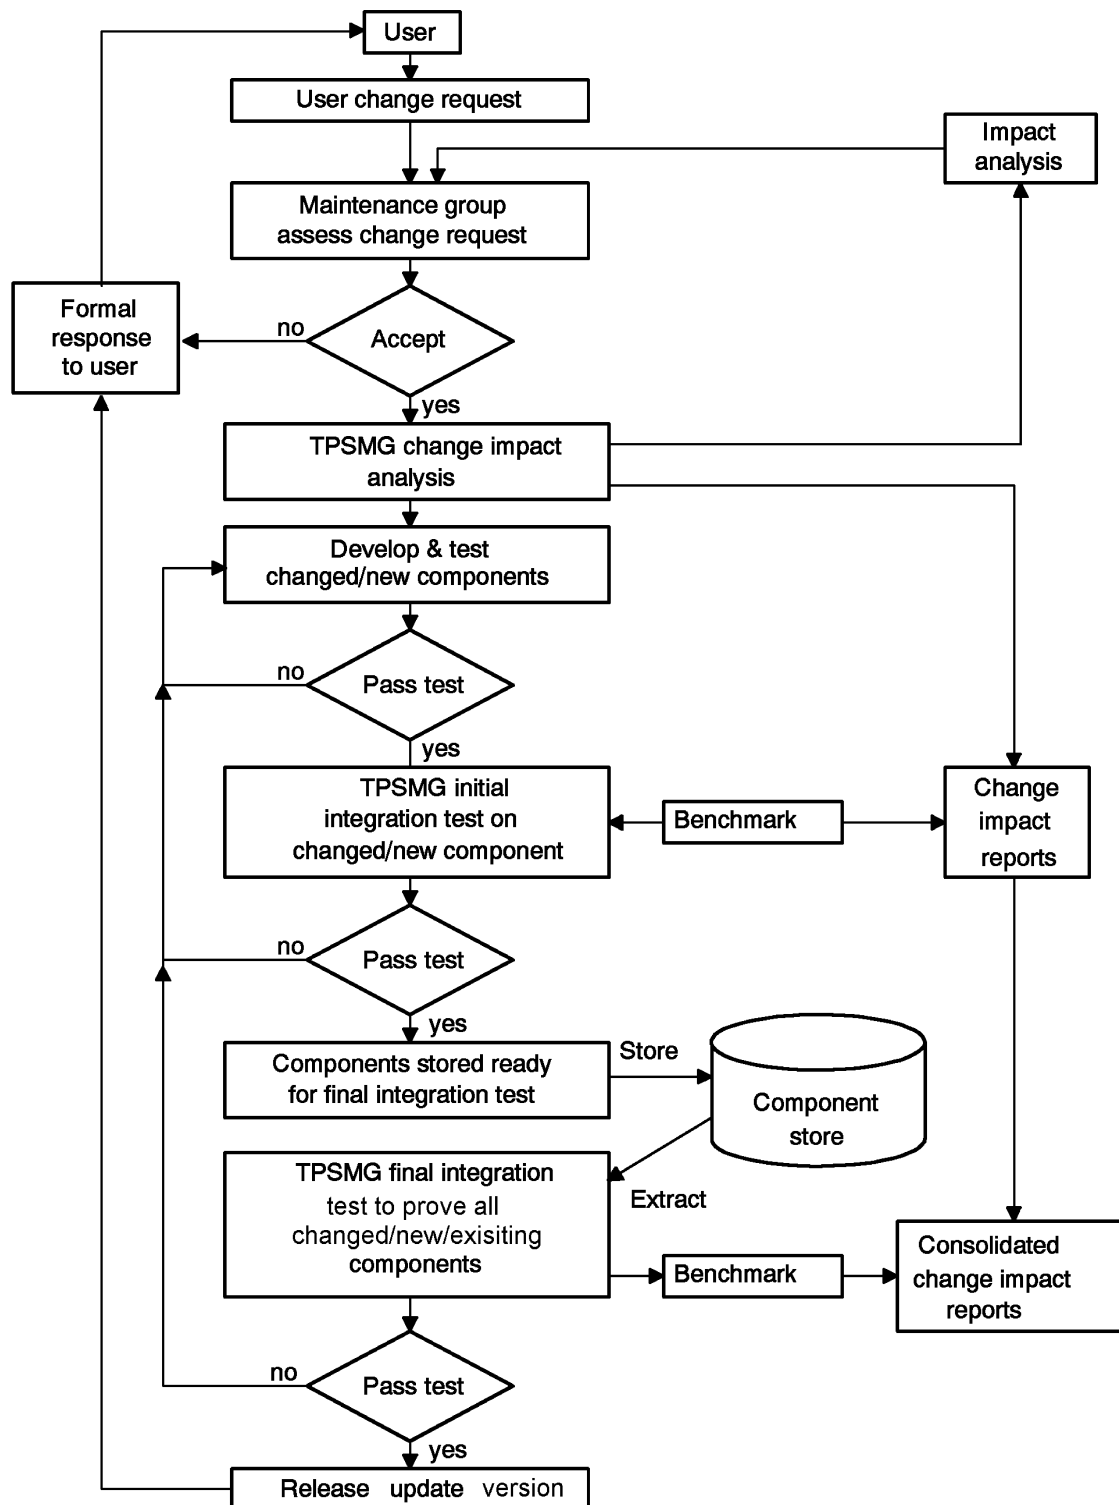 User
User change request
Impact
analysis
Maintenance group
assess change request
Formal
response
to user
no
Accept
yes
TPSMG change impact
analysis
Develop & test
changed/new components
no
Pass test
yes
TPSMG initial
integration test on
changed/new component
Benchmark
Change
impact
reports
no
Pass test
yes
Components stored ready
for final integration test
Store
Component
store
Extract
TPSMG final integration
test to prove all
changed/new/exisiting
components
Benchmark
Consolidated
change impact
reports
no
Pass test
yes
Release update version